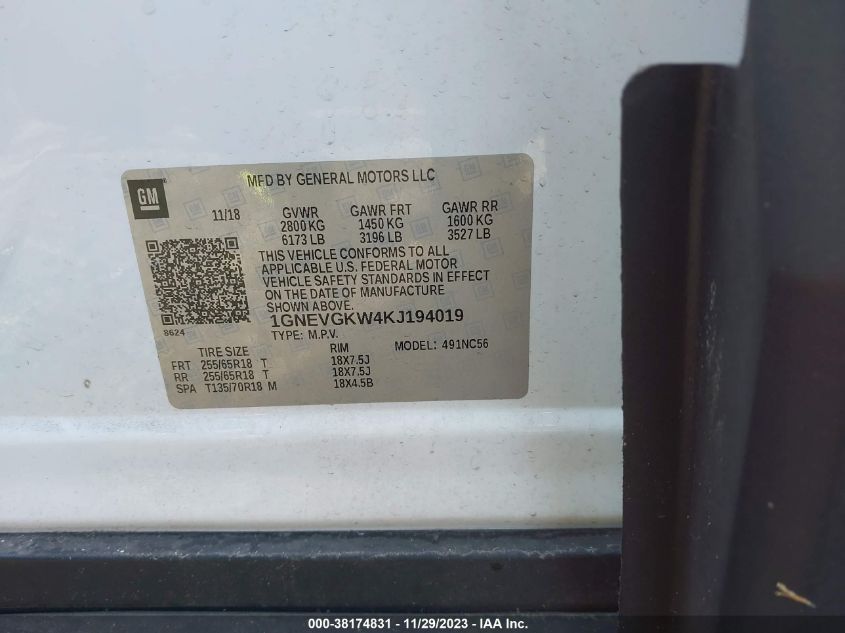 GM
MFD BY GENERAL MOTORS LLC
11/18 GVWR GAWR FRT GAWR RR
2800 KG 1450 KG 1600 KG
6173 LB 3196 LB 3527 LB
THIS VEHICLE CONFORMS TO ALL
APPLICABLE U.S. FEDERAL MOTOR
VEHICLE SAFETY STANDARDS IN EFFECT
ON THE DATE OF MANUFACTURE
SHOWN ABOVE.
8624
1GNEVGKW4KJ194019
TYPE: M.P.V.
MODEL: 491NC56
TIRE SIZE RIM
FRT 255/65R18 T 18X7.5J
RR 255/65R18 T 18X7.5J
SPA T135/70R18 M 18X4.5B
000-38174831 - 11/29/2023 - IAA Inc.